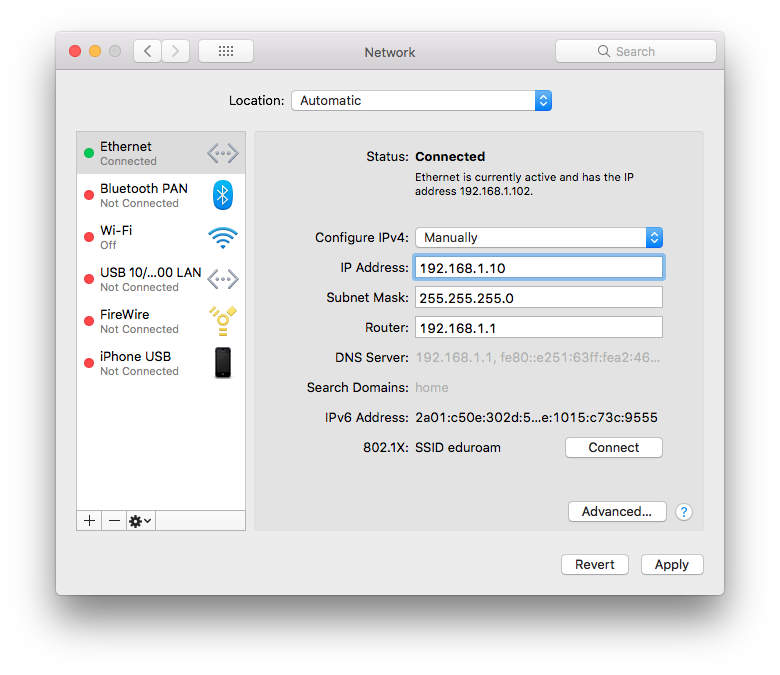 Network
Search
Location: Automatic
Ethernet
Connected
Bluetooth PAN
Not Connected
Wi-Fi
Off
USB 10/...00 LAN
Not Connected
FireWire
Not Connected
iPhone USB
Not Connected
Status: Connected
Ethernet is currently active and has the IP
address 192.168.1.102.
Configure IPv4: Manually
IP Address: 192.168.1.10
Subnet Mask: 255.255.255.0
Router: 192.168.1.1
DNS Server: 192.168.1.1, fe80::e251:63ff:fea2:46...
Search Domains: home
IPv6 Address: 2a01:c50e:302d:5...e:1015:c73c:9555
802.1X: SSID eduroam
Connect
Advanced...
?
Revert
Apply